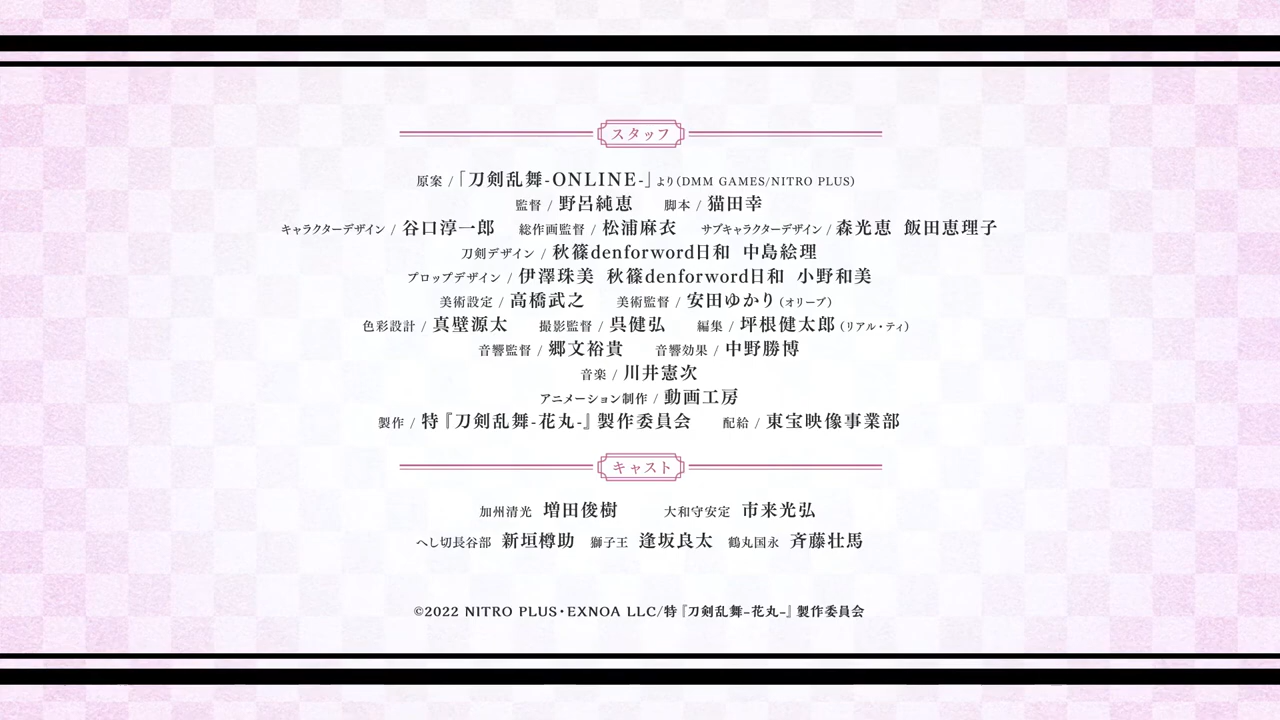 スタッフ
原案 / 「刀剣乱舞-ONLINE-」より(DMM GAMES/NITRO PLUS)
監督 / 野呂純恵 脚本 / 猫田幸
キャラクターデザイン / 谷口淳一郎 総作画監督 / 松浦麻衣 サブキャラクターデザイン / 森光恵 飯田恵理子
刀剣デザイン / 秋篠denforword日和 中島絵理
プロップデザイン / 伊澤珠美 秋篠denforword日和 小野和美
美術設定 / 高橋武之 美術監督 / 安田ゆかり(オリーブ)
色彩設計 / 真壁源太 撮影監督 / 呉健弘 編集 / 坪根健太郎(リアル・ティ)
音響監督 / 郷文裕貴 音響効果 / 中野勝博
音楽 / 川井憲次
アニメーション制作 / 動画工房
製作 / 特『刀剣乱舞-花丸-』製作委員会 配給 / 東宝映像事業部
キャスト
加州清光 増田俊樹 大和守安定 市来光弘
へし切長谷部 新垣樽助 獅子王 逢坂良太 鶴丸国永 斉藤壮馬
©2022 NITRO PLUS・EXNOA LLC/特『刀剣乱舞-花丸-』製作委員会